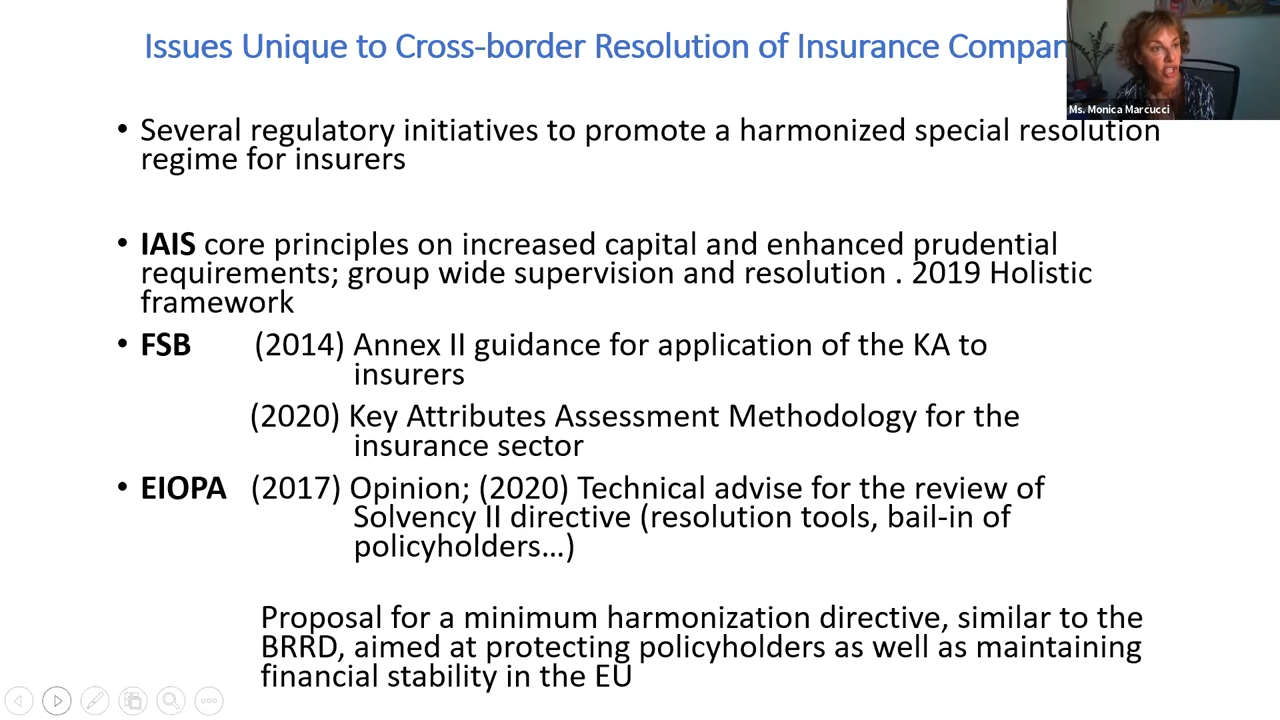 Issues Unique to Cross-border Resolution of Insurance
Ms. Monica Marcucci
• Several regulatory initiatives to promote a harmonized special resolution
regime for insurers
• IAIS core principles on increased capital and enhanced prudential
requirements; group wide supervision and resolution . 2019 Holistic
framework
• FSB (2014) Annex II guidance for application of the KA to
insurers
(2020) Key Attributes Assessment Methodology for the
insurance sector
• EIOPA (2017) Opinion; (2020) Technical advise for the review of
Solvency II directive (resolution tools, bail-in of
policyholders...)
Proposal for a minimum harmonization directive, similar to the
BRRD, aimed at protecting policyholders as well as maintaining
financial stability in the EU